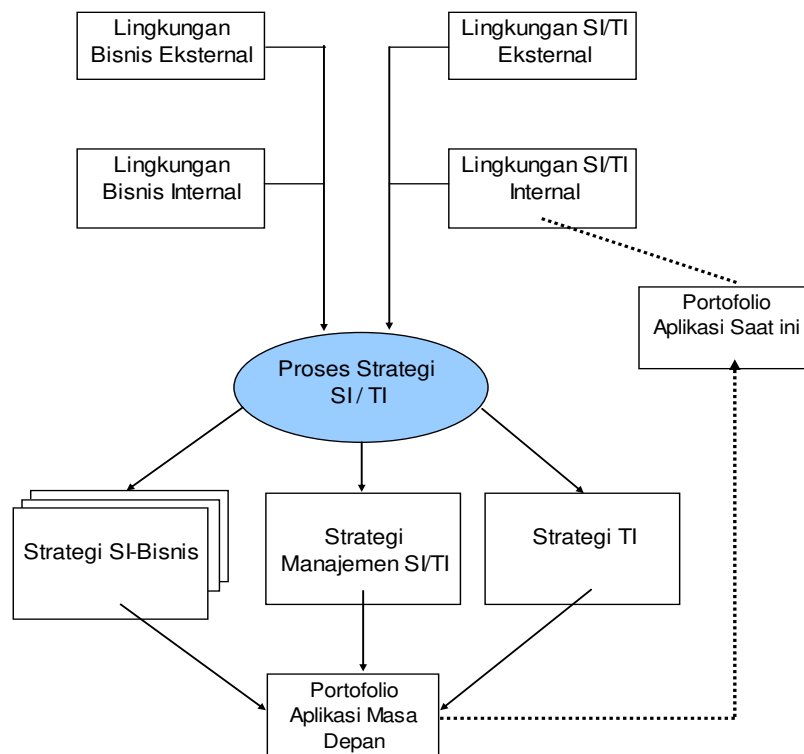 Lingkungan
Bisnis Eksternal
Lingkungan SI/TI
Eksternal
Lingkungan
Bisnis Internal
Lingkungan SI/TI
Internal
Portofolio
Aplikasi Saat ini
Proses Strategi
SI / TI
Strategi SI-Bisnis
Strategi
Manajemen SI/TI
Strategi TI
Portofolio
Aplikasi Masa
Depan